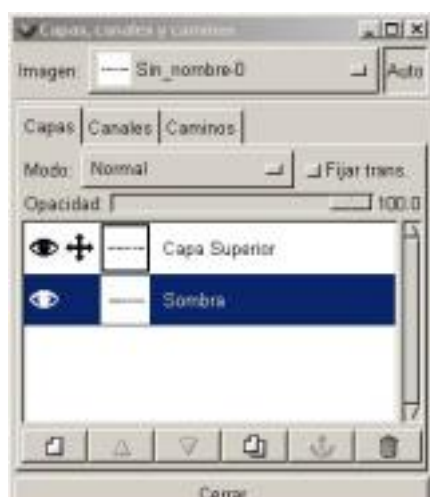 Capas, canales y caminos
Imagen: Sin_nombre-0 Auto
Capas Canales Caminos
Modo: Normal Fijar trans.
Opacidad: 100.0
Capa Superior
Sombra
Cerrar